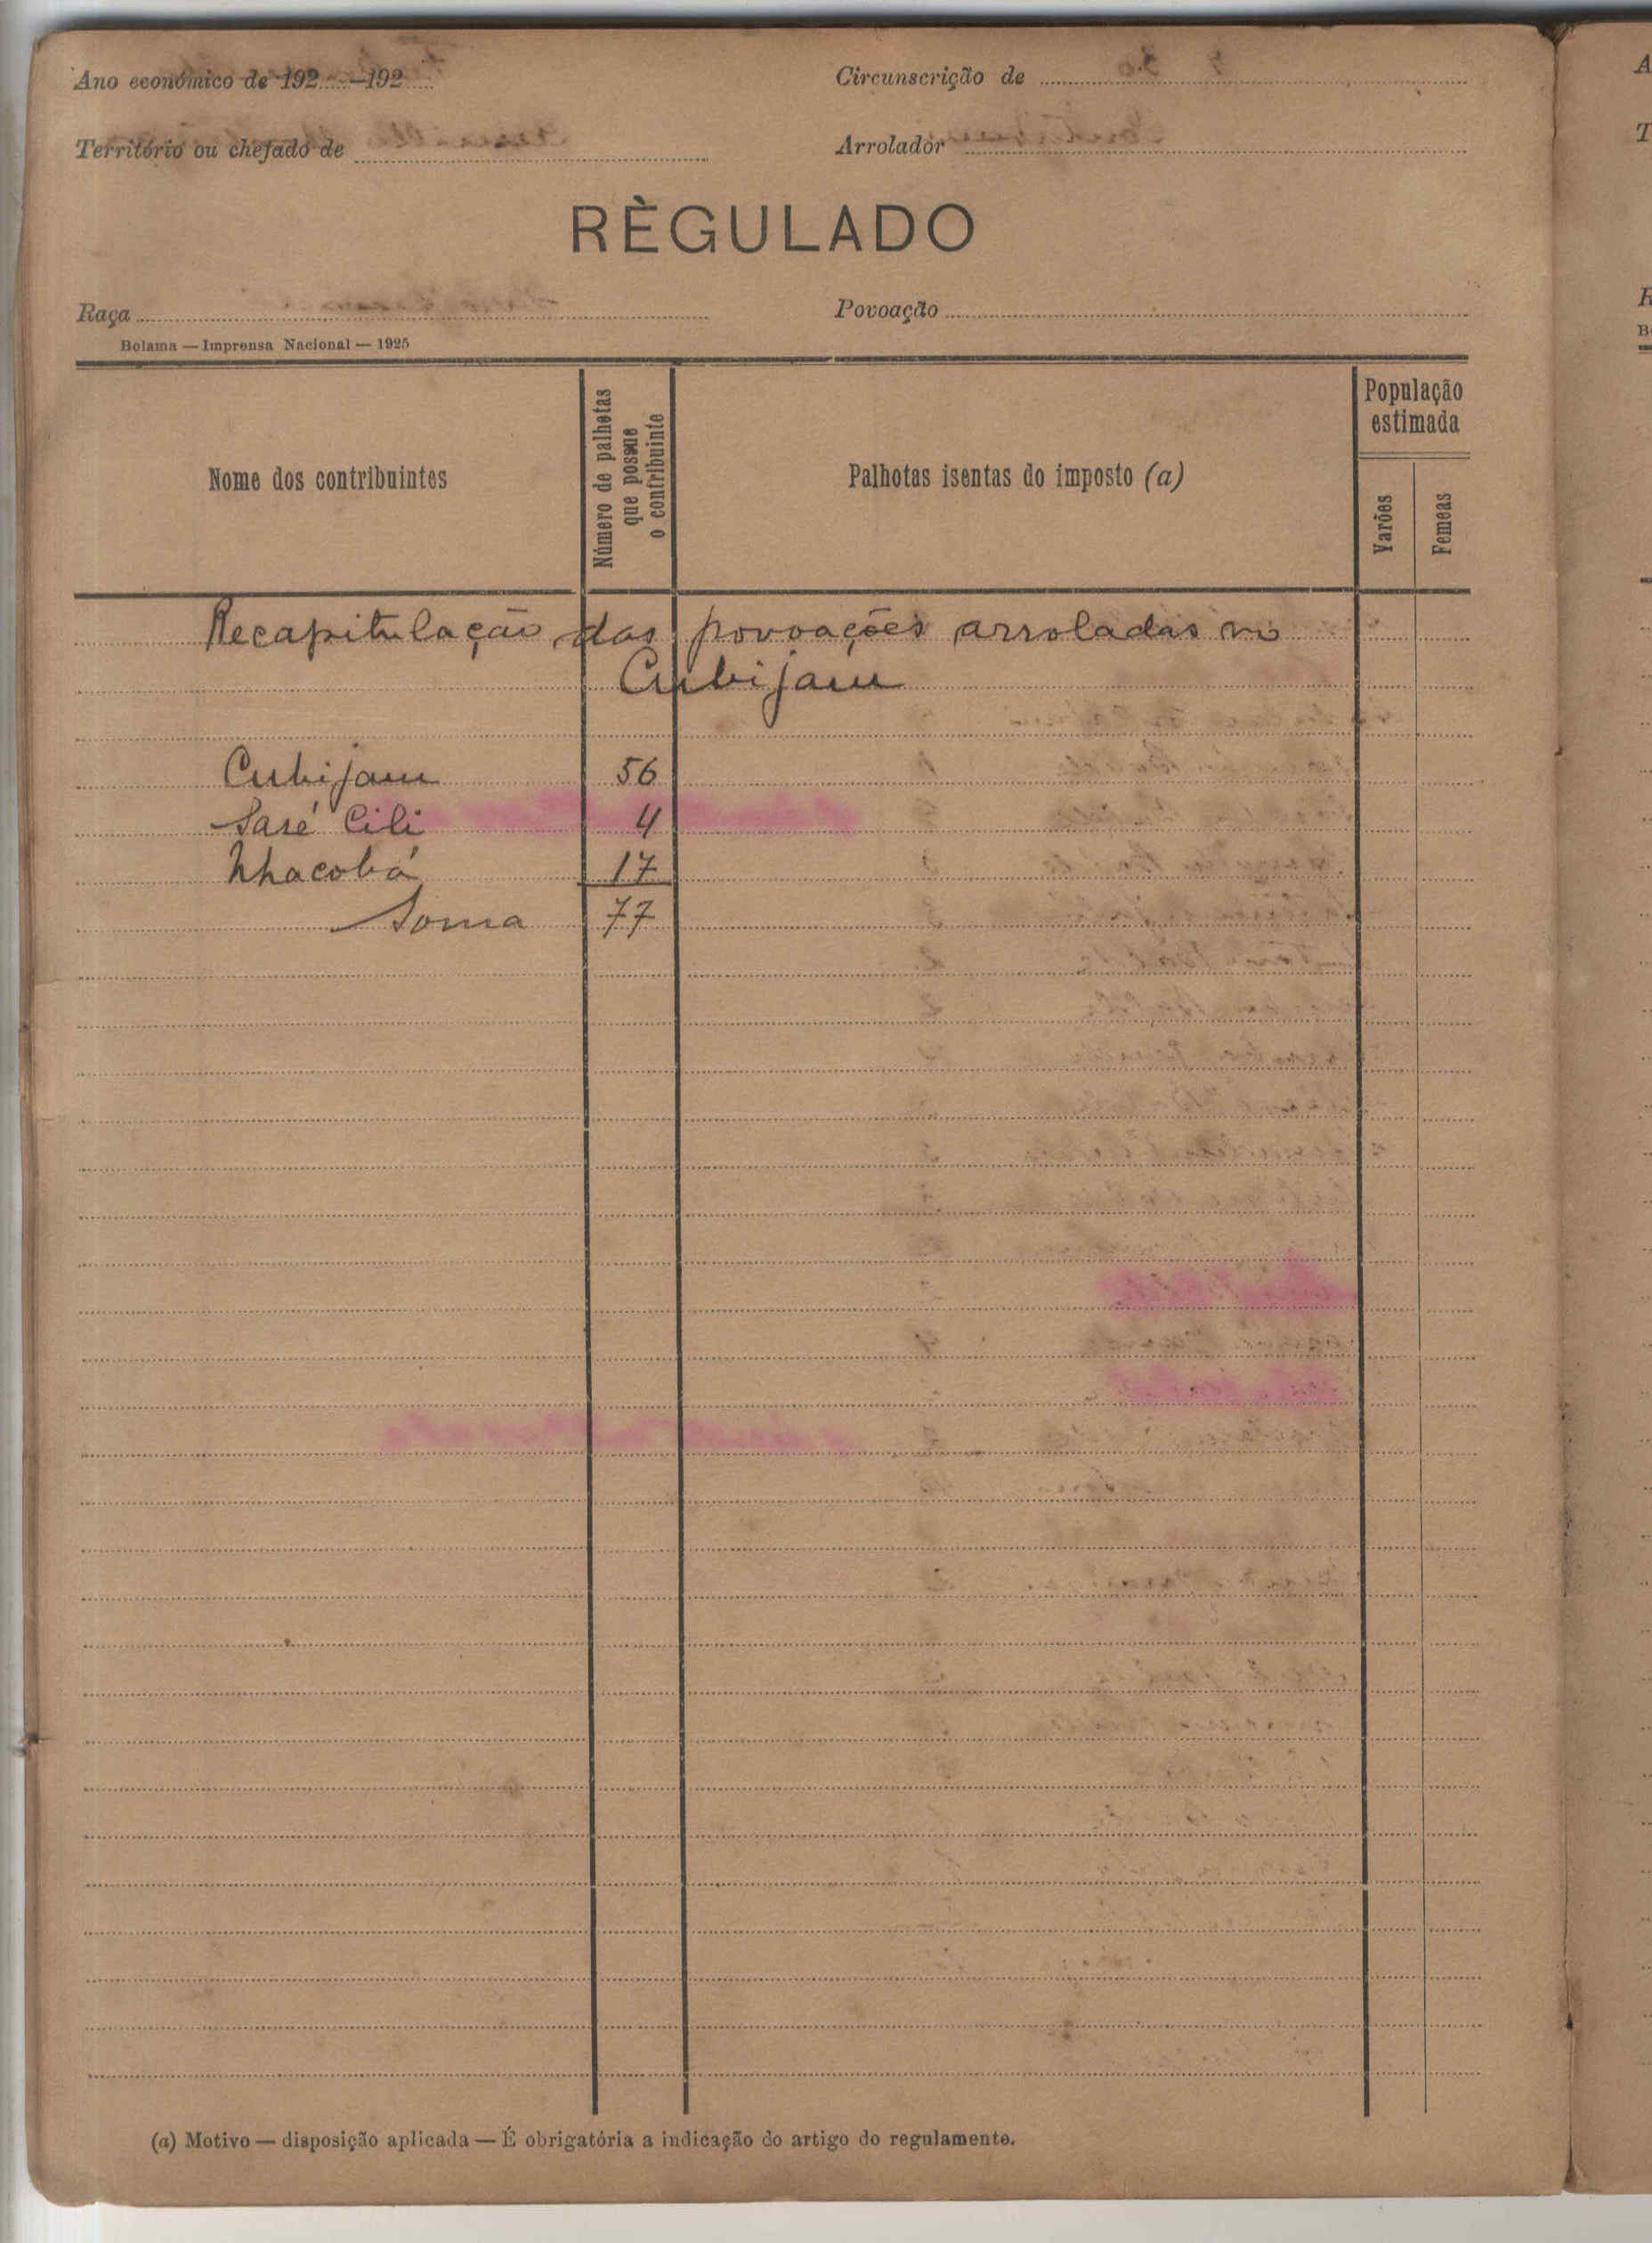 Ano económico de 192 —192
Circunscrição de
Território ou chefado de
Arrolador
RÈGULADO
Raça
Povoação
Bolama — Imprensa Nacional — 1925
Nome dos contribuintes
Número de palhotas
que possue
o contribuinte
Palhotas isentas do imposto (a)
População
estimada
Varões
Femeas
Recapitulação das povoações arroladas no
Cubijam
Cubijam 56
Saré Cili 4
Nhacobá 17
Soma 77
(a) Motivo — disposição aplicada — É obrigatória a indicação do artigo do regulamento.